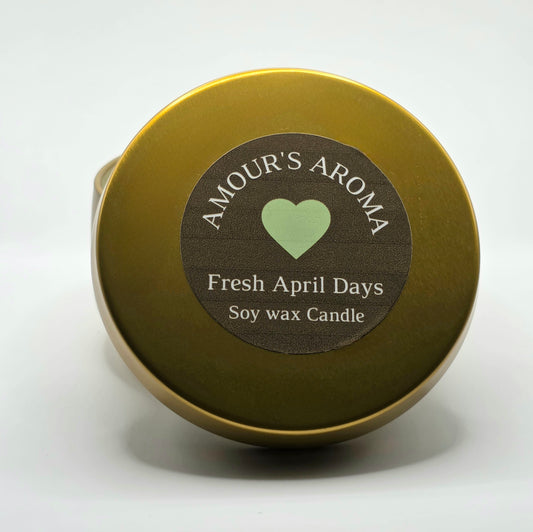 AMOUR'S AROMA
Fresh April Days
Soy wax Candle